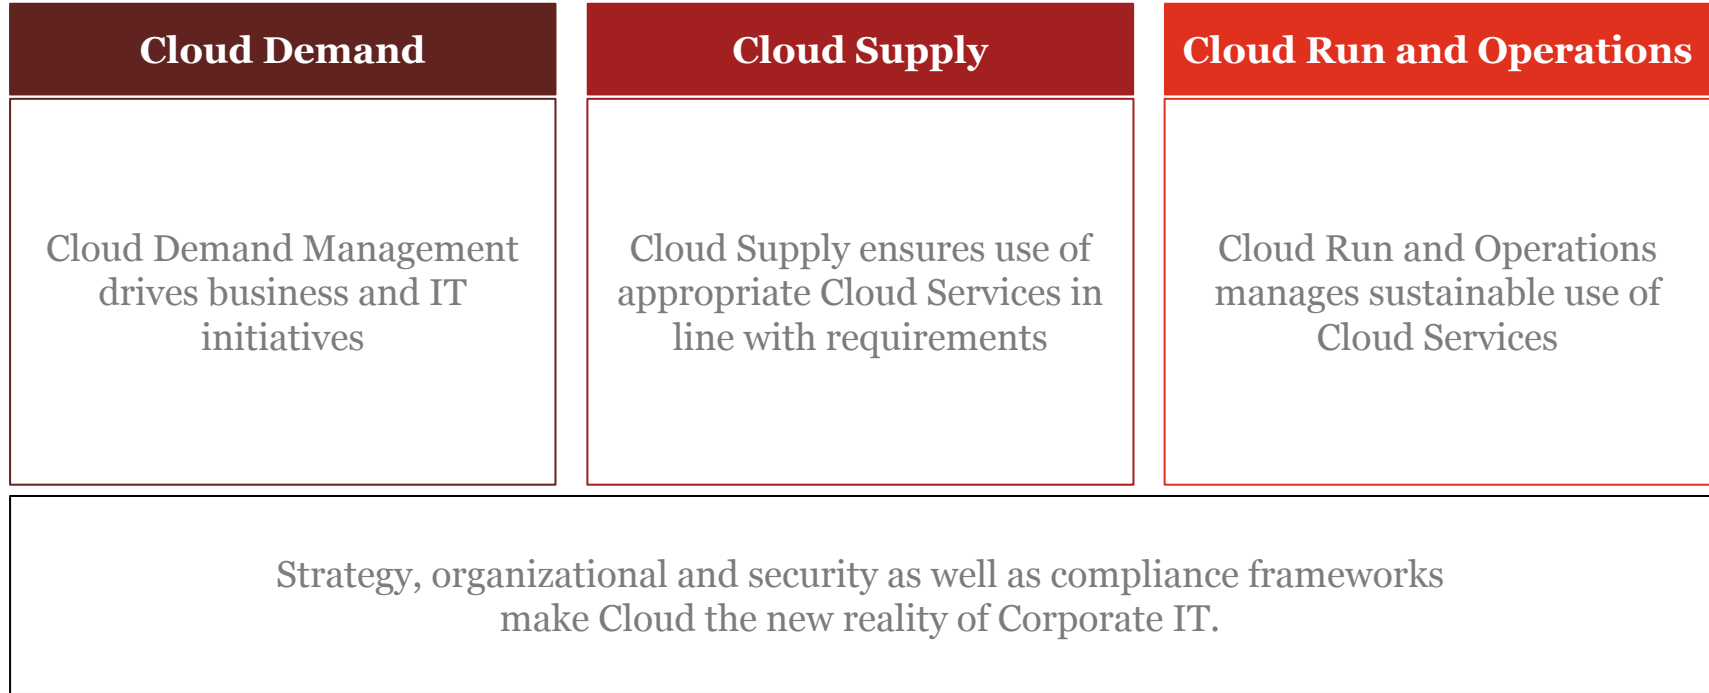 Cloud Demand
Cloud Supply
Cloud Run and Operations
Cloud Demand Management
drives business and IT
initiatives
Cloud Supply ensures use of
appropriate Cloud Services in
line with requirements
Cloud Run and Operations
manages sustainable use of
Cloud Services
Strategy, organizational and security as well as compliance frameworks
make Cloud the new reality of Corporate IT.